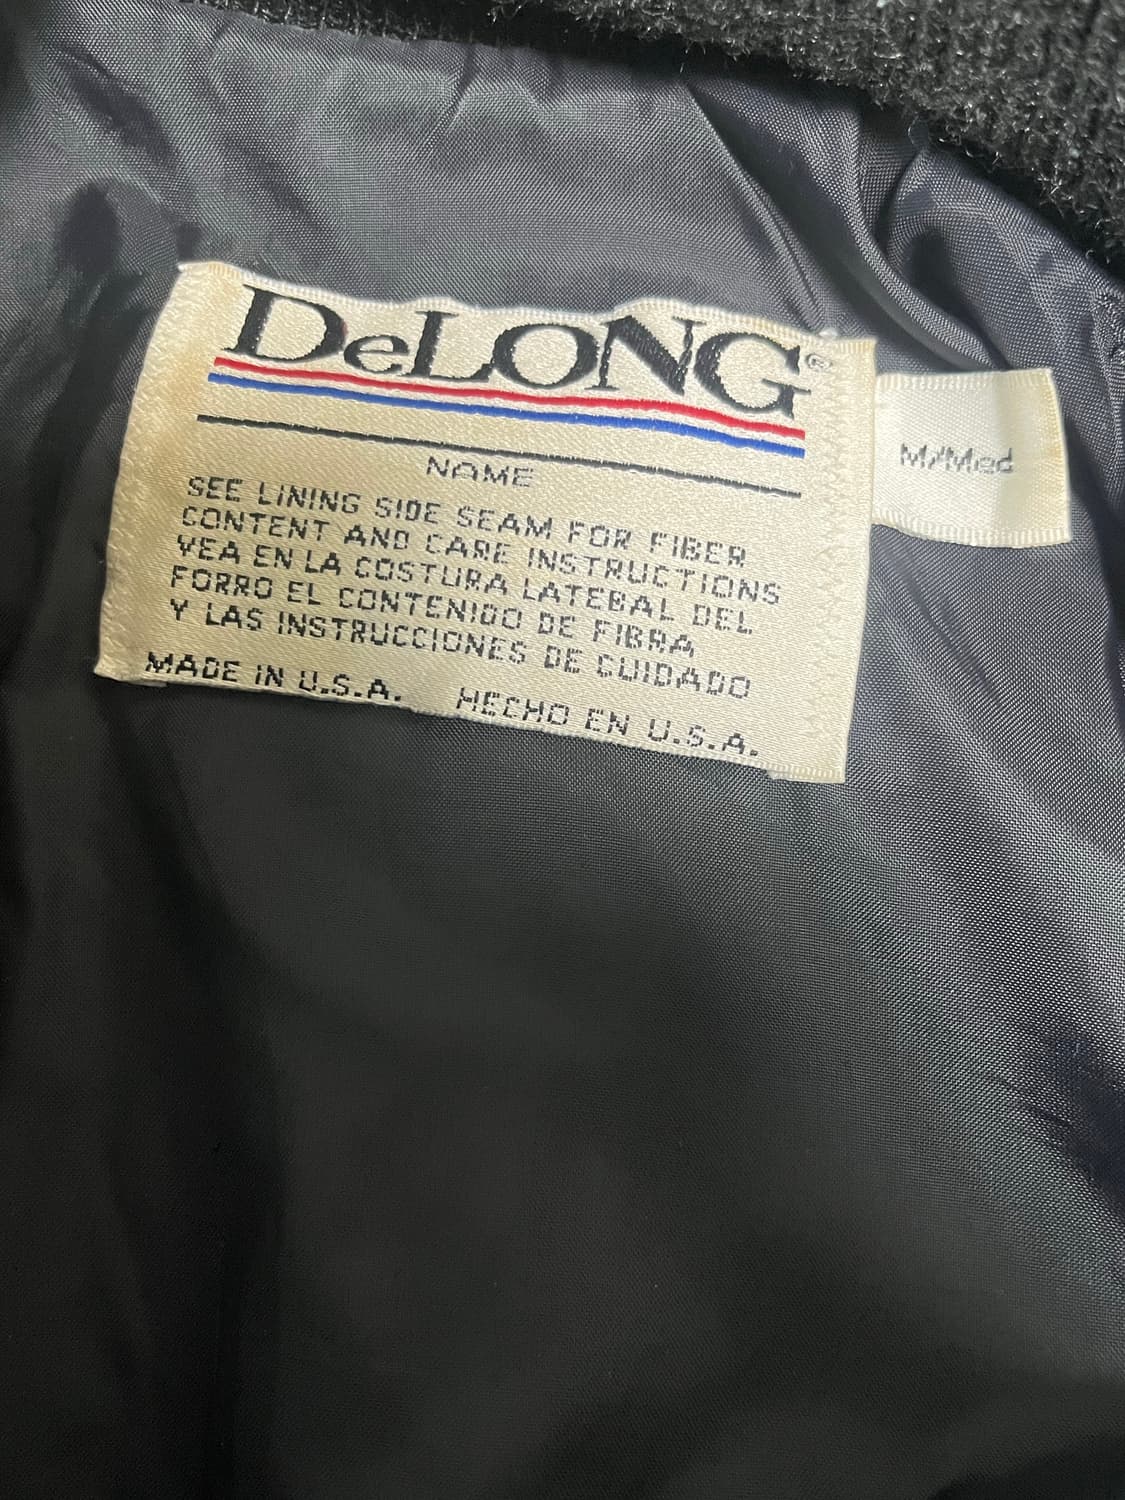 DeLONG®
NAME
SEE LINING SIDE SEAM FOR FIBER
CONTENT AND CARE INSTRUCTIONS
VEA EN LA COSTURA LATERAL DEL
FORRO EL CONTENIDO DE FIBRA
Y LAS INSTRUCCIONES DE CUIDADO
MADE IN U.S.A. HECHO EN U.S.A.
M/Med